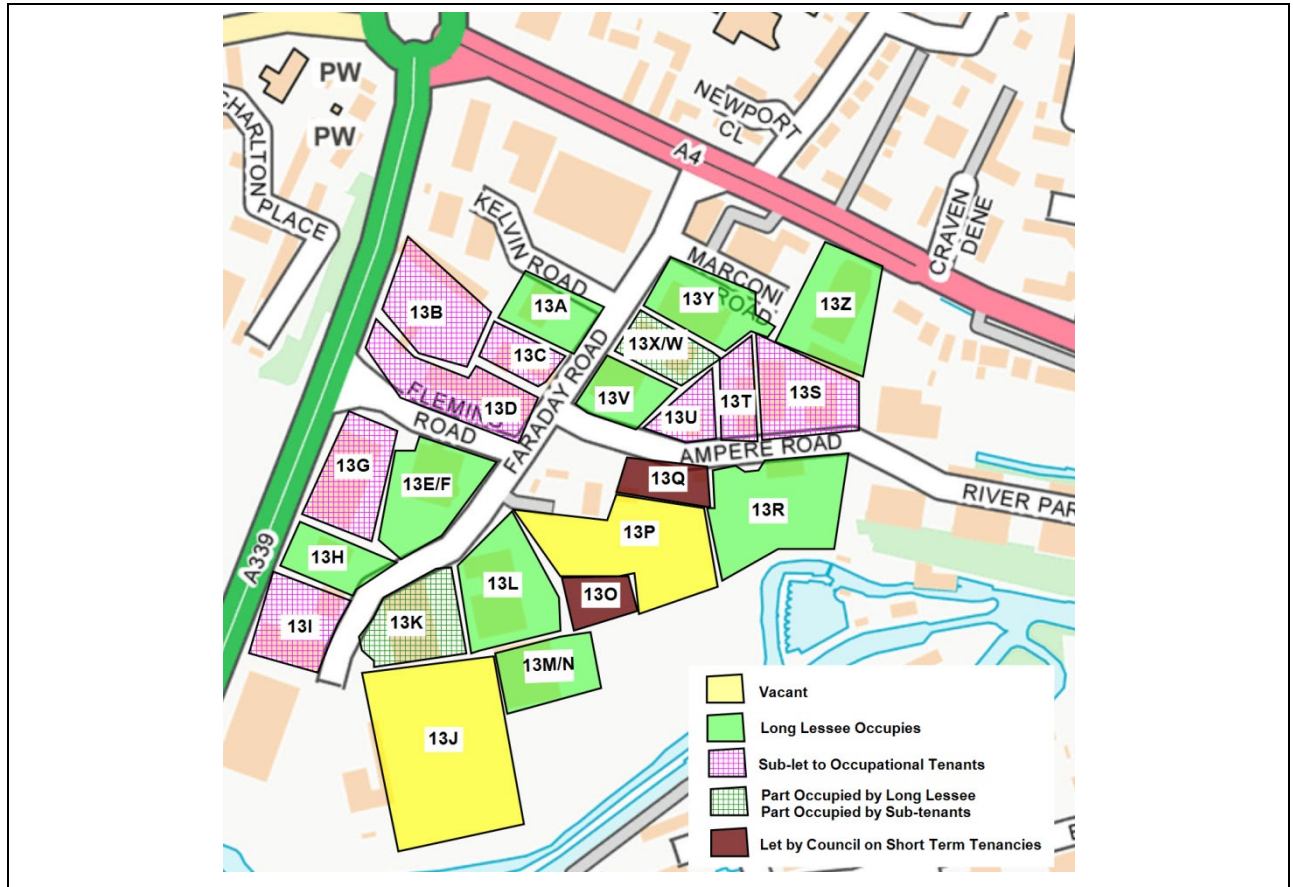 PW
PW
CHARLTON
PLACE
NEWPORT
CL
A4
CRAVEN
DENE
KELVIN ROAD
MARCONI
ROAD
13Y
13Z
13A
13B
13X/W
13C
FARADAY ROAD
13V
13T
13S
13U
13D
FLEMING
ROAD
AMPERE ROAD
13G
13E/F
13Q
13R
RIVER PAR
13P
A339
13H
13L
13O
13I
13K
13M/N
13J
Vacant
Long Lessee Occupies
Sub-let to Occupational Tenants
Part Occupied by Long Lessee
Part Occupied by Sub-tenants
Let by Council on Short Term Tenancies